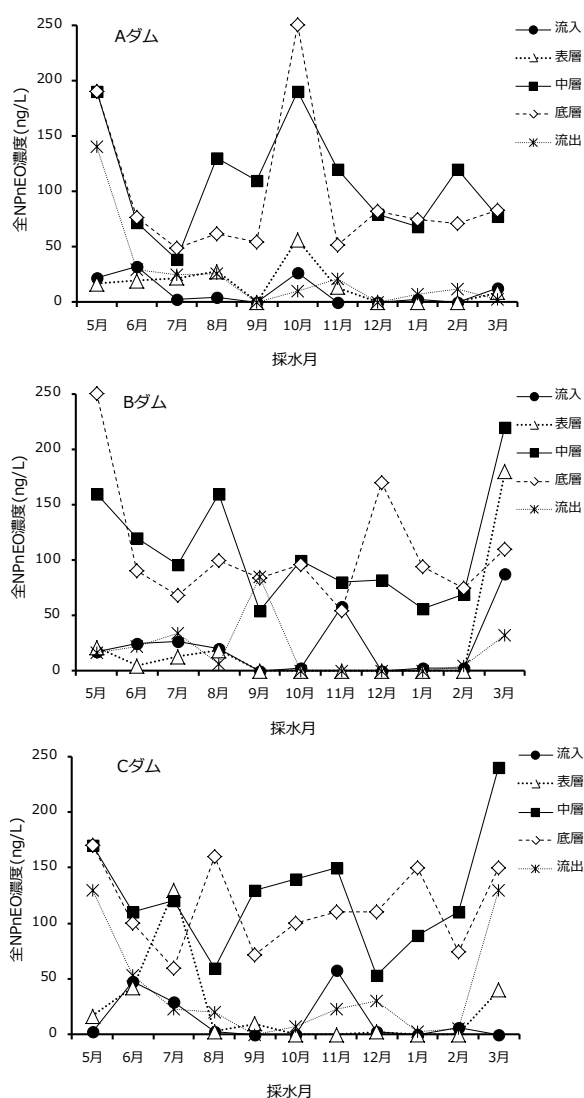 Aダム
流入
表層
中層
底層
流出
全NPnEO濃度(ng/L)
250
200
150
100
50
0
5月 6月 7月 8月 9月 10月 11月 12月 1月 2月 3月
採水月
Bダム
流入
表層
中層
底層
流出
全NPnEO濃度(ng/L)
250
200
150
100
50
0
5月 6月 7月 8月 9月 10月 11月 12月 1月 2月 3月
採水月
Cダム
流入
表層
中層
底層
流出
全NPnEO濃度(ng/L)
250
200
150
100
50
0
5月 6月 7月 8月 9月 10月 11月 12月 1月 2月 3月
採水月